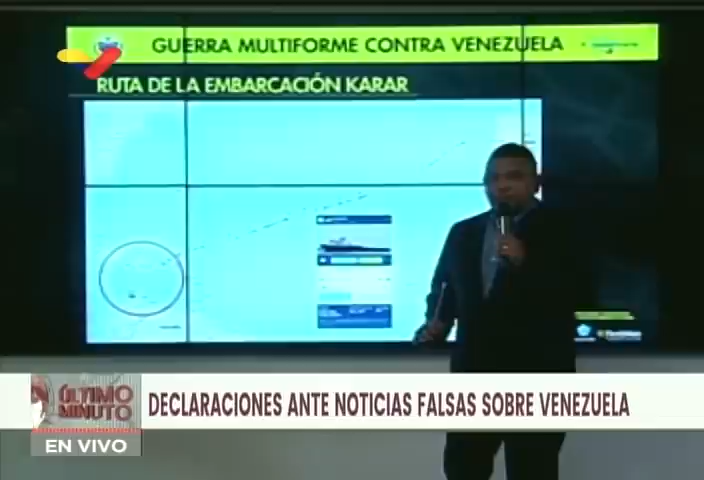 GUERRA MULTIFORME CONTRA VENEZUELA
RUTA DE LA EMBARCACIÓN KARAR
ÚLTIMO
MINUTO
DECLARACIONES ANTE NOTICIAS FALSAS SOBRE VENEZUELA
EN VIVO